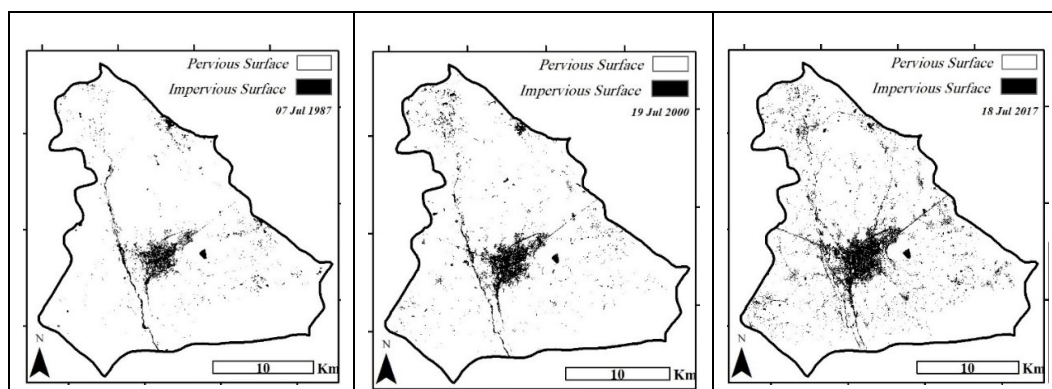 Pervious Surface
Impervious Surface
07 Jul 1987
N
10 Km
Pervious Surface
Impervious Surface
19 Jul 2000
N
10 Km
Pervious Surface
Impervious Surface
18 Jul 2017
N
10 Km